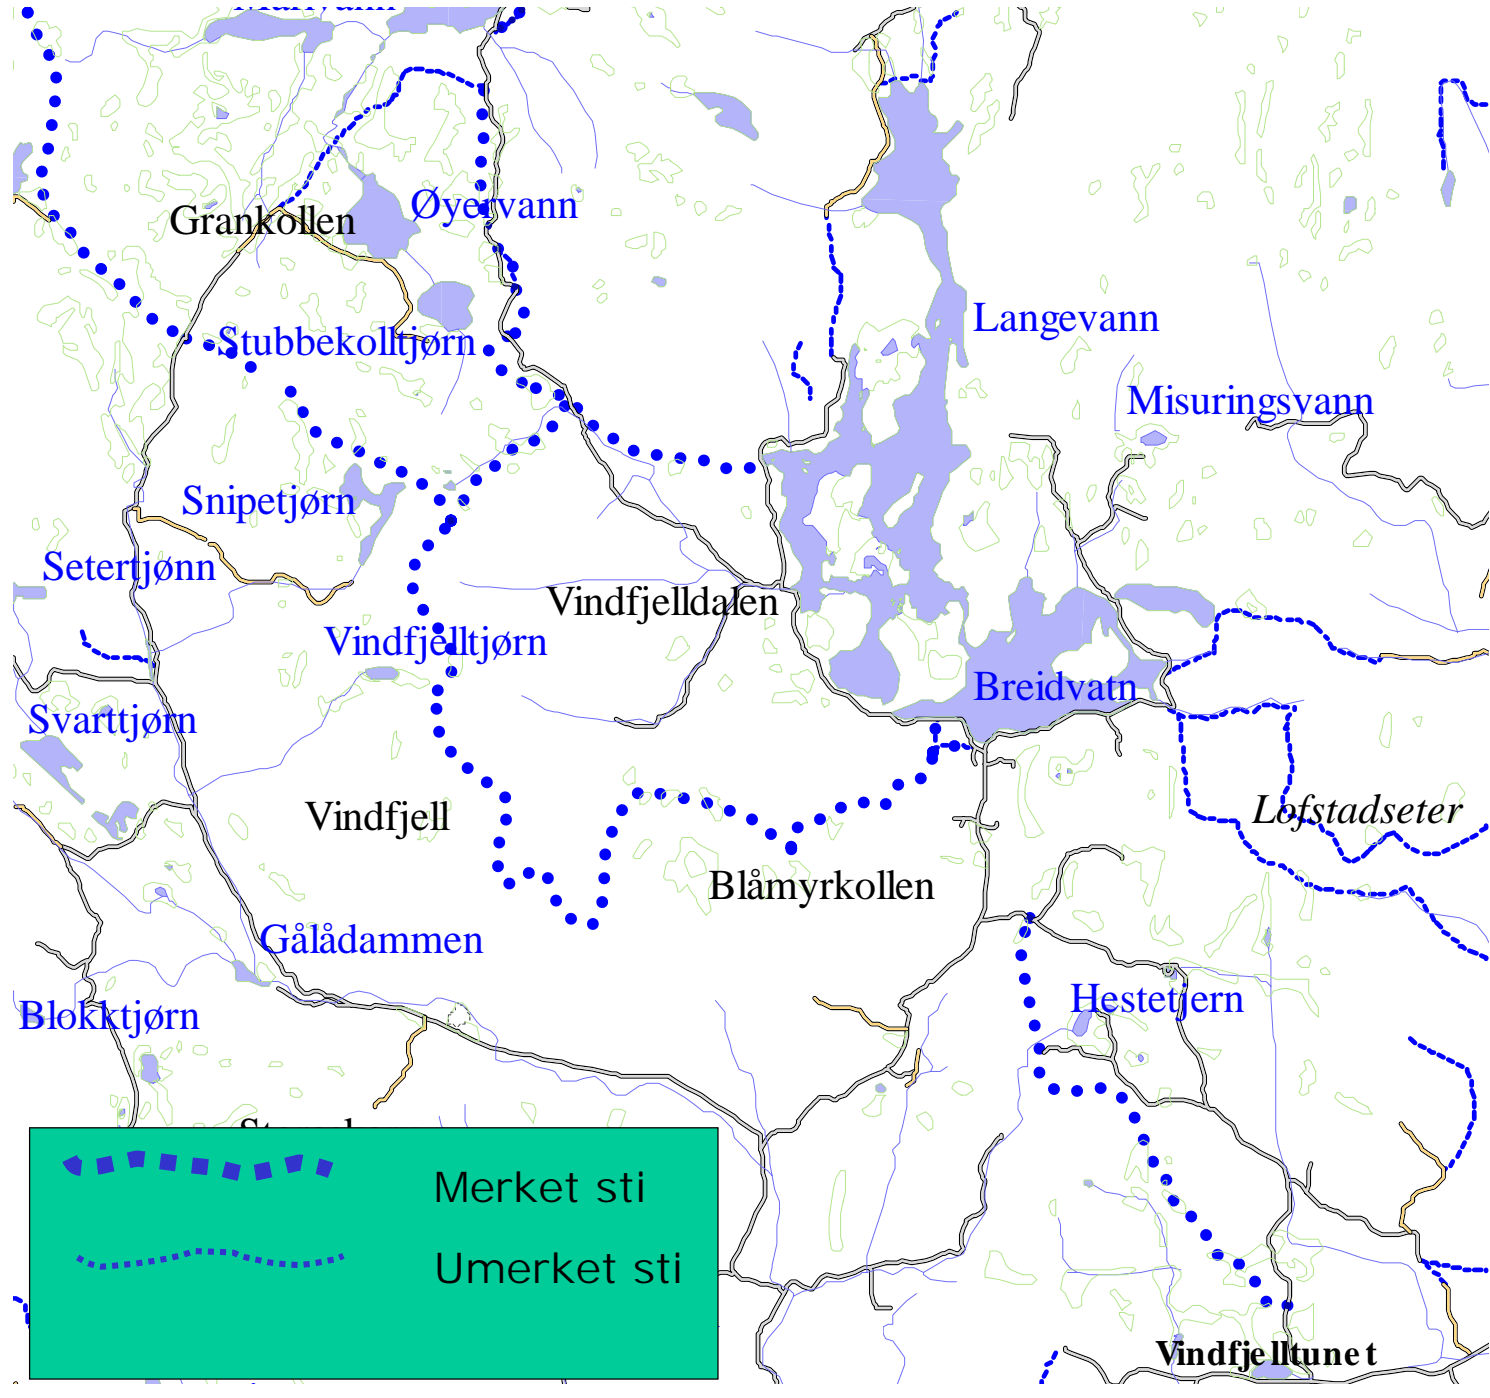 Øyervann
Grankollen
Langevann
Stubbekolltjørn
Misuringsvann
Snipetjørn
Setertjønn
Vindfjelldalen
Vindfjelltjørn
Breidvatn
Svarttjørn
Vindfjell
Lofstadseter
Blåmyrkollen
Gålådammen
Hestetjern
Blokktjørn
Merket sti
Umerket sti
Vindfjelltunet